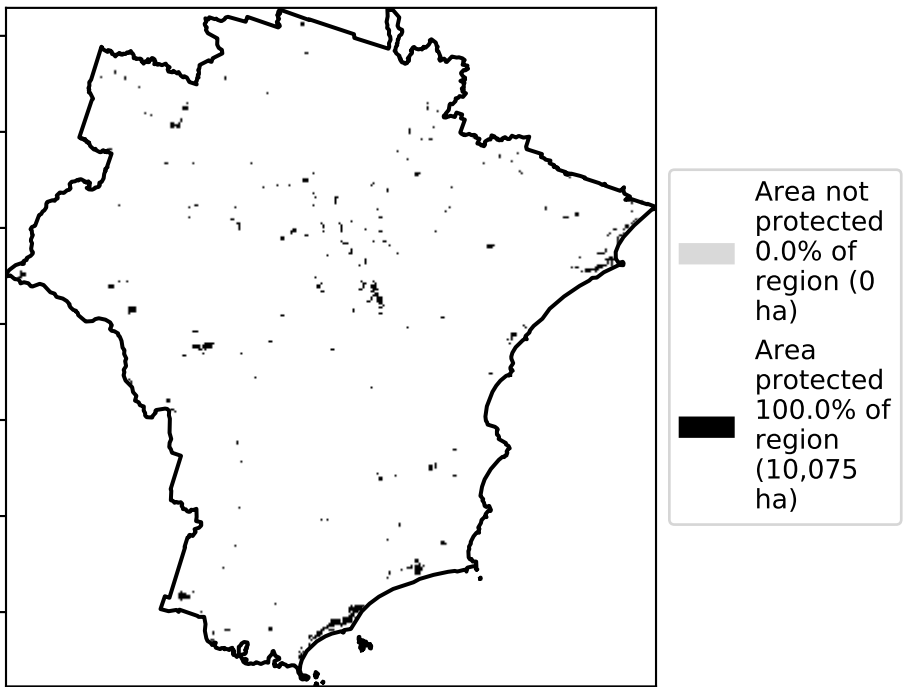 Area not
protected
0.0% of
region (0
ha)
Area
protected
100.0% of
region
(10,075
ha)